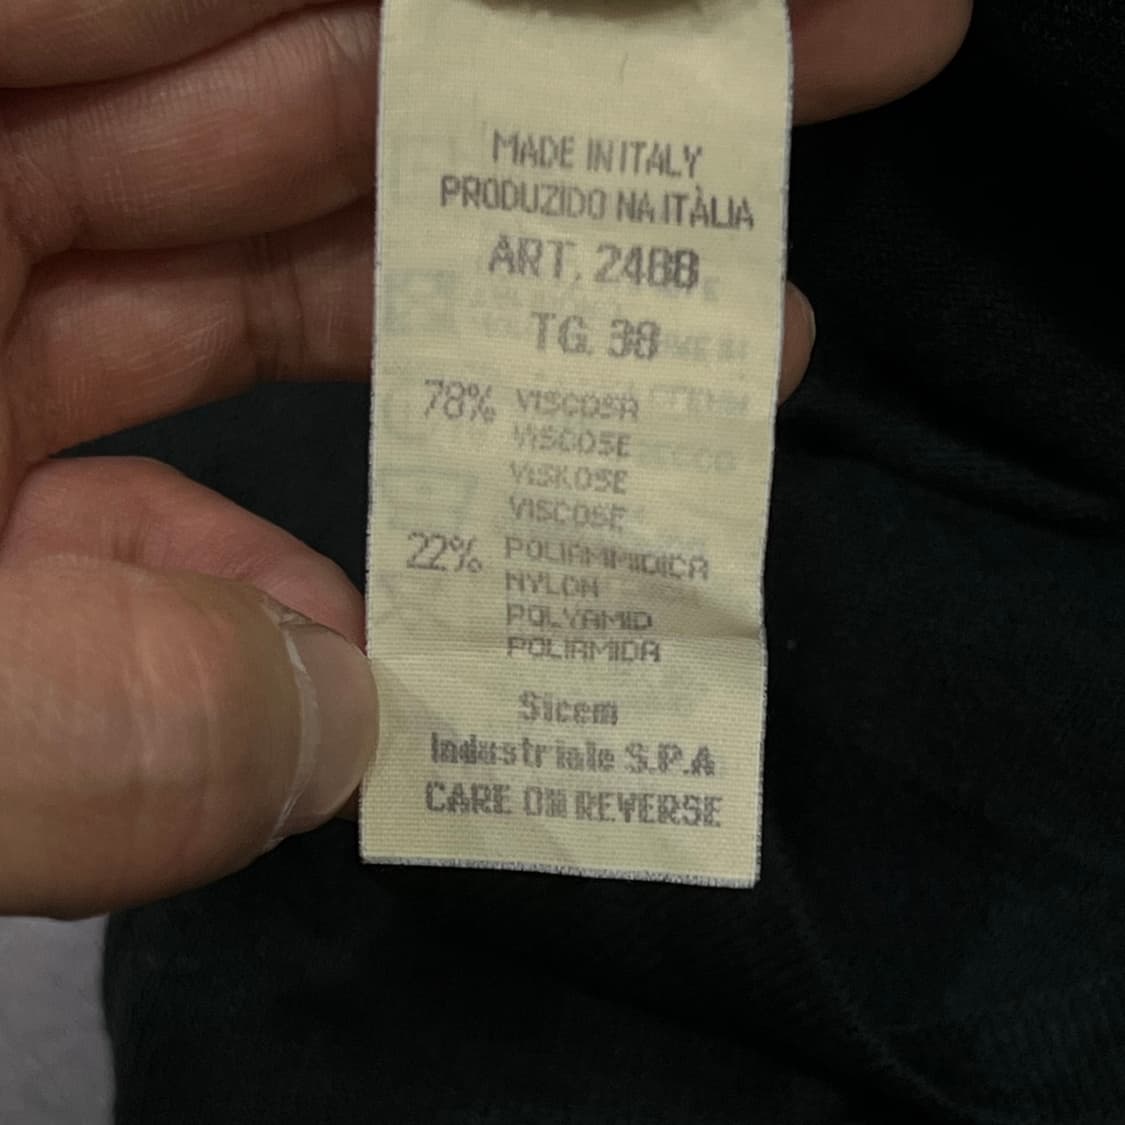 MADE IN ITALY
PRODUZIDO NA ITÀLIA
ART. 2488
TG. 38
78% VISCOSA
VISCOSE
VISKOSE
VISCOSE
22% POLIAMMIDICA
NYLON
POLYAMID
POLIAMIDA
Sicem
Industriale S.P.A
CARE ON REVERSE